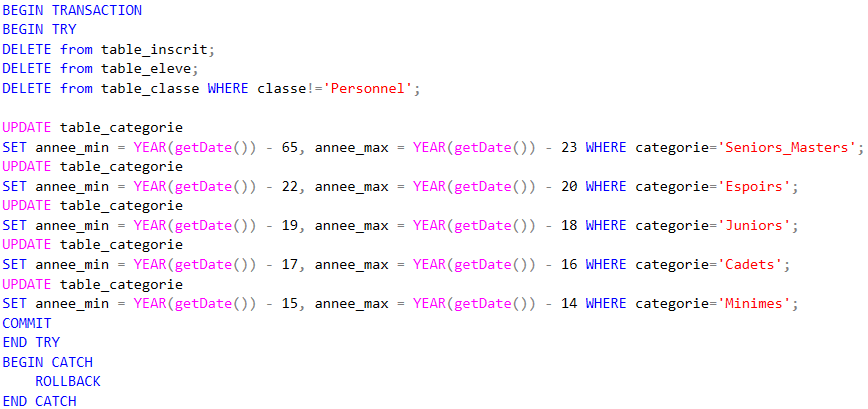 BEGIN TRANSACTION
BEGIN TRY
DELETE from table_inscrit;
DELETE from table_eleve;
DELETE from table_classe WHERE classe!='Personnel';
UPDATE table_categorie
SET annee_min = YEAR(getDate()) - 65, annee_max = YEAR(getDate()) - 23 WHERE categorie='Seniors_Masters';
UPDATE table_categorie
SET annee_min = YEAR(getDate()) - 22, annee_max = YEAR(getDate()) - 20 WHERE categorie='Espoirs';
UPDATE table_categorie
SET annee_min = YEAR(getDate()) - 19, annee_max = YEAR(getDate()) - 18 WHERE categorie='Juniors';
UPDATE table_categorie
SET annee_min = YEAR(getDate()) - 17, annee_max = YEAR(getDate()) - 16 WHERE categorie='Cadets';
UPDATE table_categorie
SET annee_min = YEAR(getDate()) - 15, annee_max = YEAR(getDate()) - 14 WHERE categorie='Minimes';
COMMIT
END TRY
BEGIN CATCH
    ROLLBACK
END CATCH